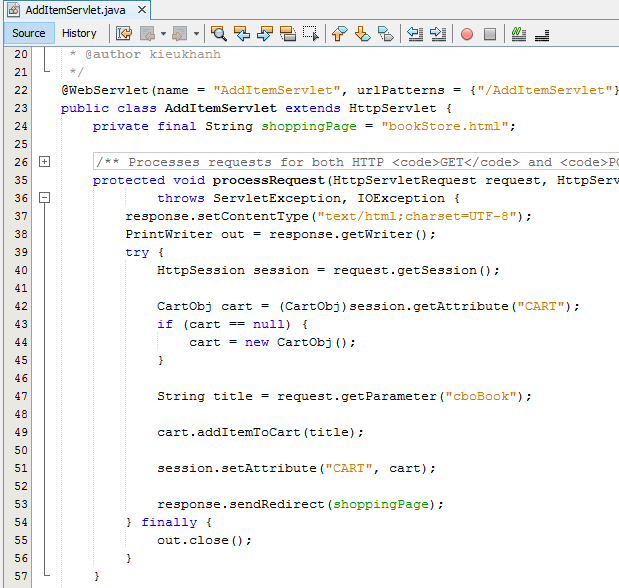 AddItemServlet.java
Source History
20 * @author kieukhanh
21 */
22 @WebServlet(name = "AddItemServlet", urlPatterns = {"/AddItemServlet"}
23 public class AddItemServlet extends HttpServlet {
24 private final String shoppingPage = "bookStore.html";
25
26 /** Processes requests for both HTTP <code>GET</code> and <code>PO
35 protected void processRequest(HttpServletRequest request, HttpServ
36 throws ServletException, IOException {
37 response.setContentType("text/html;charset=UTF-8");
38 PrintWriter out = response.getWriter();
39 try {
40 HttpSession session = request.getSession();
41
42 CartObj cart = (CartObj)session.getAttribute("CART");
43 if (cart == null) {
44 cart = new CartObj();
45 }
46
47 String title = request.getParameter("cboBook");
48
49 cart.addItemToCart(title);
50
51 session.setAttribute("CART", cart);
52
53 response.sendRedirect(shoppingPage);
54 } finally {
55 out.close();
56 }
57 }